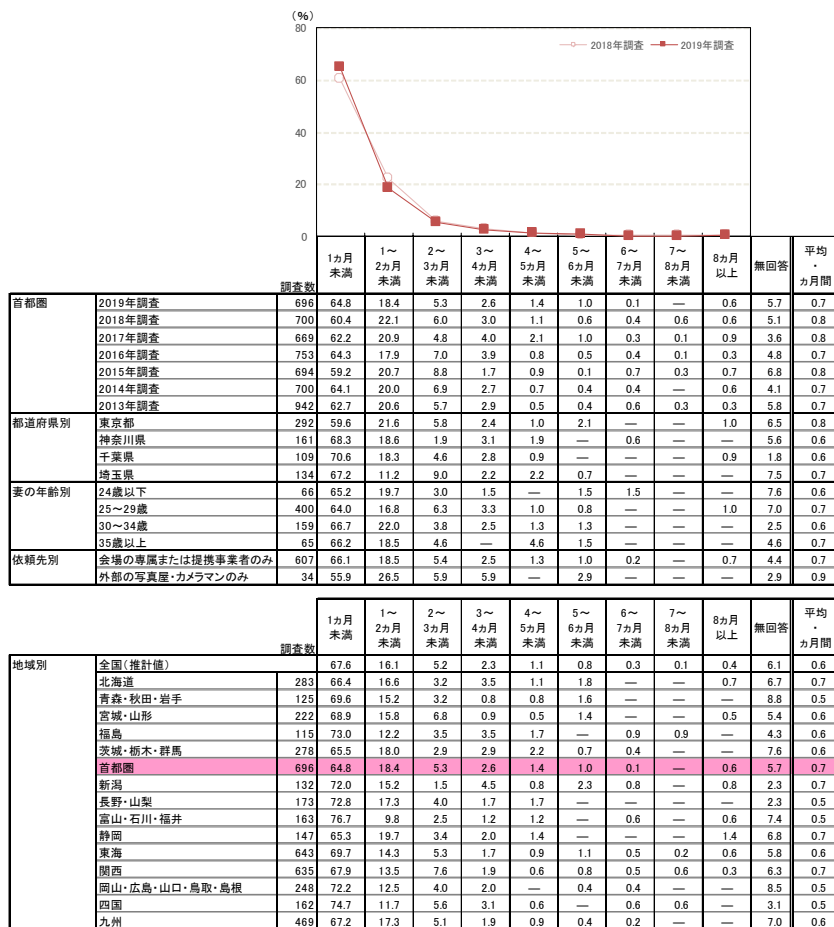 (%)
80
60
40
20
0
2018年調査 2019年調査
調査数 1ヵ月未満 1～2ヵ月未満 2～3ヵ月未満 3～4ヵ月未満 4～5ヵ月未満 5～6ヵ月未満 6～7ヵ月未満 7～8ヵ月未満 8ヵ月以上 無回答 平均・ヵ月間
首都圏 2019年調査 696 64.8 18.4 5.3 2.6 1.4 1.0 0.1 — 0.6 5.7 0.7
2018年調査 700 60.4 22.1 6.0 3.0 1.1 0.6 0.4 0.6 0.6 5.1 0.8
2017年調査 669 62.2 20.9 4.8 4.0 2.1 1.0 0.3 0.1 0.9 3.6 0.8
2016年調査 753 64.3 17.9 7.0 3.9 0.8 0.5 0.4 0.1 0.3 4.8 0.7
2015年調査 694 59.2 20.7 8.8 1.7 0.9 0.1 0.7 0.3 0.7 6.8 0.8
2014年調査 700 64.1 20.0 6.9 2.7 0.7 0.4 0.4 — 0.6 4.1 0.7
2013年調査 942 62.7 20.6 5.7 2.9 0.5 0.4 0.6 0.3 0.3 5.8 0.7
都道府県別 東京都 292 59.6 21.6 5.8 2.4 1.0 2.1 — — 1.0 6.5 0.8
神奈川県 161 68.3 18.6 1.9 3.1 1.9 — 0.6 — — 5.6 0.6
千葉県 109 70.6 18.3 4.6 2.8 0.9 — — — 0.9 1.8 0.6
埼玉県 134 67.2 11.2 9.0 2.2 2.2 0.7 — — — 7.5 0.7
妻の年齢別 24歳以下 66 65.2 19.7 3.0 1.5 — 1.5 1.5 — — 7.6 0.6
25～29歳 400 64.0 16.8 6.3 3.3 1.0 0.8 — — 1.0 7.0 0.7
30～34歳 159 66.7 22.0 3.8 2.5 1.3 1.3 — — — 2.5 0.6
35歳以上 65 66.2 18.5 4.6 — 4.6 1.5 — — — 4.6 0.7
依頼先別 会場の専属または提携事業者のみ 607 66.1 18.5 5.4 2.5 1.3 1.0 0.2 — 0.7 4.4 0.7
外部の写真屋・カメラマンのみ 34 55.9 26.5 5.9 5.9 — 2.9 — — — 2.9 0.9
調査数 1ヵ月未満 1～2ヵ月未満 2～3ヵ月未満 3～4ヵ月未満 4～5ヵ月未満 5～6ヵ月未満 6～7ヵ月未満 7～8ヵ月未満 8ヵ月以上 無回答 平均・ヵ月間
地域別 全国(推計値) 67.6 16.1 5.2 2.3 1.1 0.8 0.3 0.1 0.4 6.1 0.6
北海道 283 66.4 16.6 3.2 3.5 1.1 1.8 — — 0.7 6.7 0.7
青森・秋田・岩手 125 69.6 15.2 3.2 0.8 0.8 1.6 — — — 8.8 0.5
宮城・山形 222 68.9 15.8 6.8 0.9 0.5 1.4 — — 0.5 5.4 0.6
福島 115 73.0 12.2 3.5 3.5 1.7 — 0.9 0.9 — 4.3 0.6
茨城・栃木・群馬 278 65.5 18.0 2.9 2.9 2.2 0.7 0.4 — — 7.6 0.6
首都圏 696 64.8 18.4 5.3 2.6 1.4 1.0 0.1 — 0.6 5.7 0.7
新潟 132 72.0 15.2 1.5 4.5 0.8 2.3 0.8 — 0.8 2.3 0.7
長野・山梨 173 72.8 17.3 4.0 1.7 1.7 — — — — 2.3 0.5
富山・石川・福井 163 76.7 9.8 2.5 1.2 1.2 — 0.6 — 0.6 7.4 0.5
静岡 147 65.3 19.7 3.4 2.0 1.4 — — — 1.4 6.8 0.7
東海 643 69.7 14.3 5.3 1.7 0.9 1.1 0.5 0.2 0.6 5.8 0.6
関西 635 67.9 13.5 7.6 1.9 0.6 0.8 0.5 0.6 0.3 6.3 0.7
岡山・広島・山口・鳥取・島根 248 72.2 12.5 4.0 2.0 — 0.4 0.4 — — 8.5 0.5
四国 162 74.7 11.7 5.6 3.1 0.6 — 0.6 0.6 — 3.1 0.5
九州 469 67.2 17.3 5.1 1.9 0.9 0.4 0.2 — — 7.0 0.6